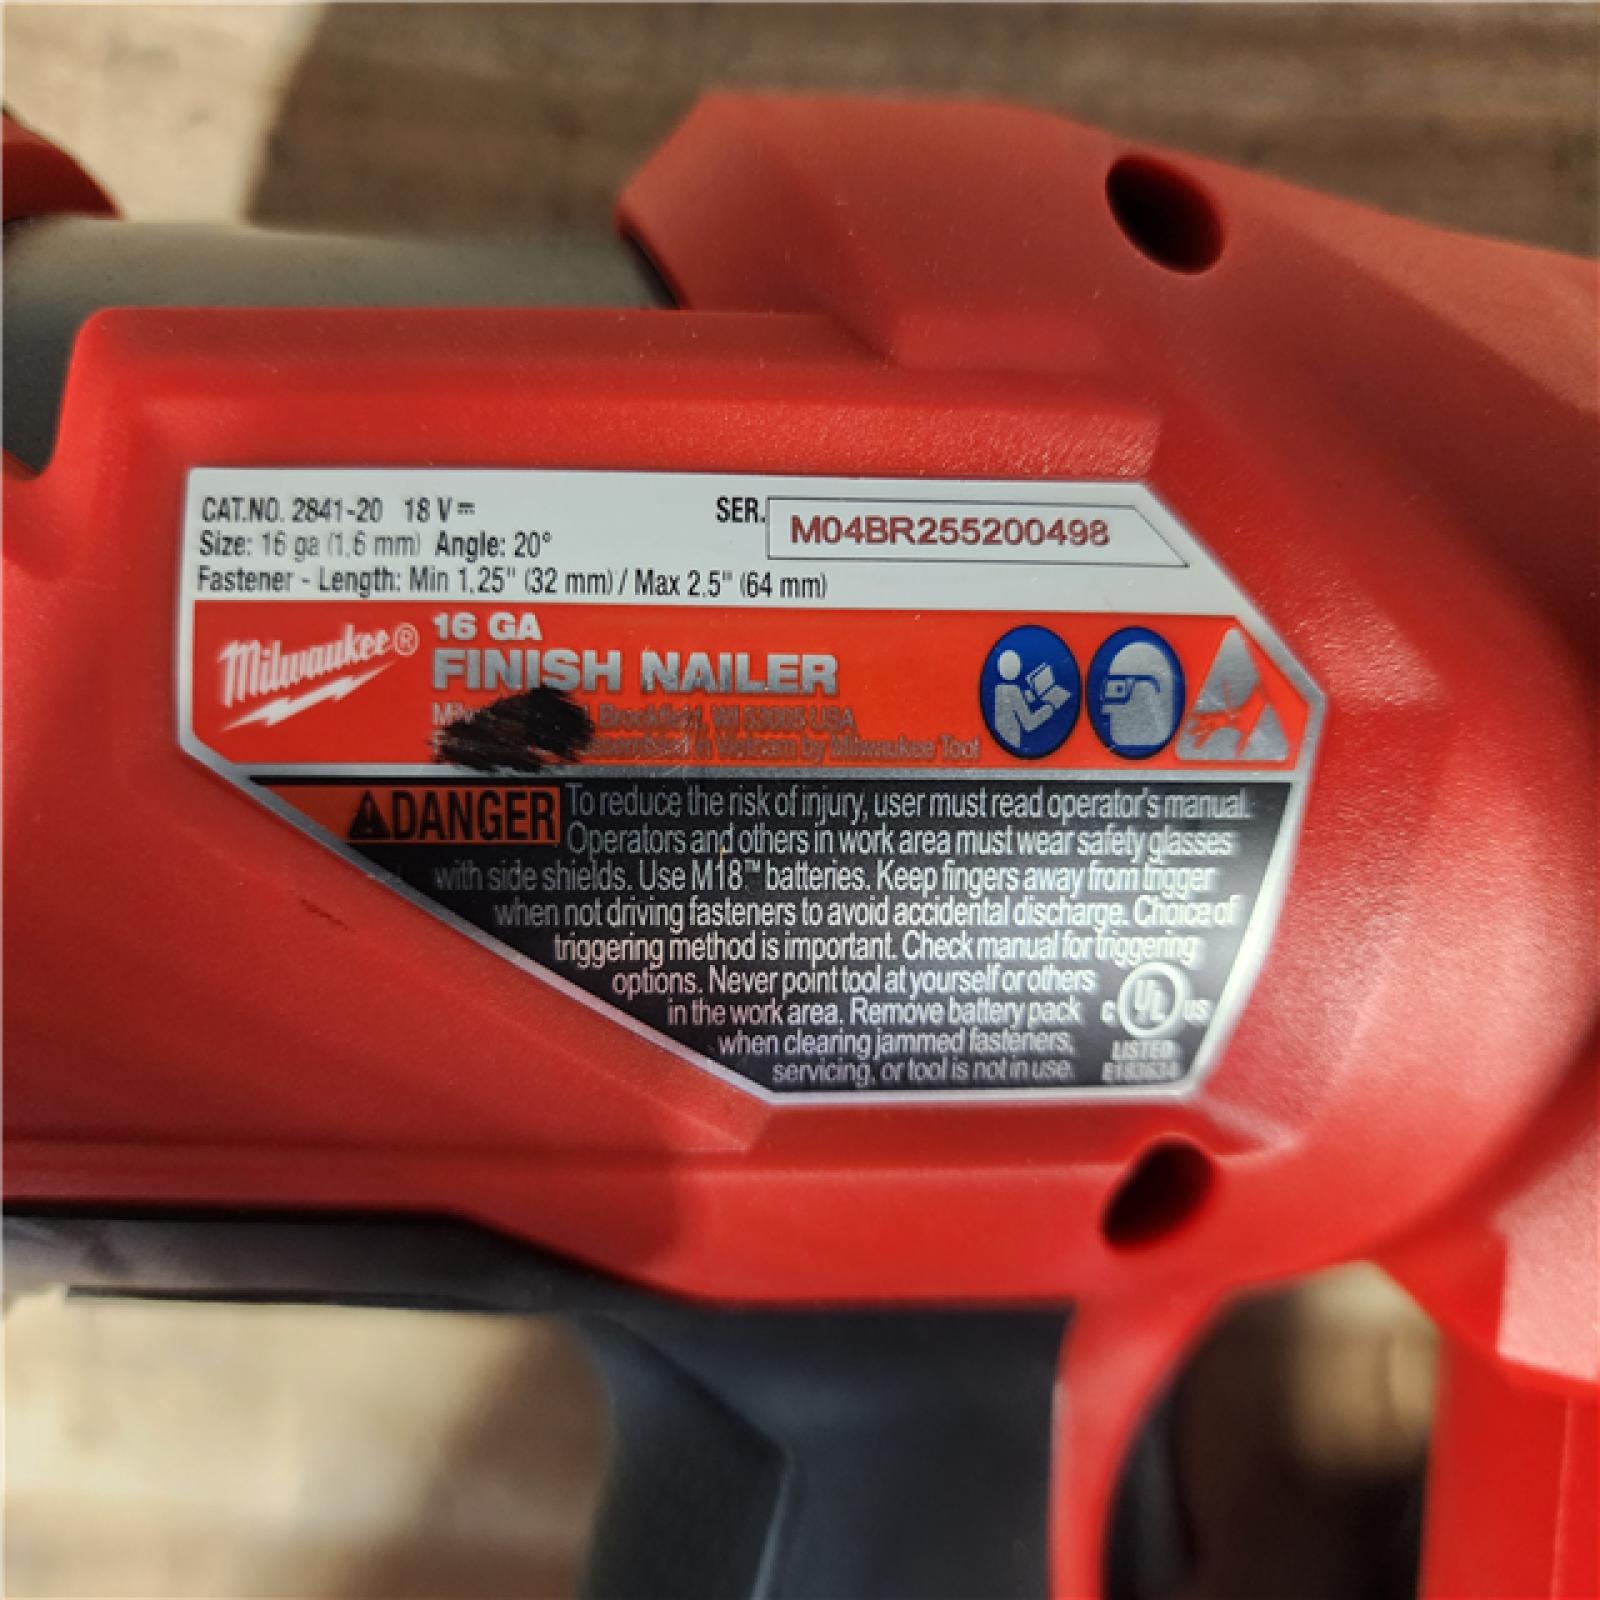 CAT.NO. 2841-20 18 V⎓
SER. M04BR255200498
Size: 16 ga (1.6 mm) Angle: 20°
Fastener - Length: Min 1.25" (32 mm) / Max 2.5" (64 mm)
Milwaukee®
16 GA
FINISH NAILER
Brookfield, WI 53005 USA
in Vietnam by Milwaukee Tool
DANGER To reduce the risk of injury, user must read operator's manual.
Operators and others in work area must wear safety glasses
with side shields. Use M18™ batteries. Keep fingers away from trigger
when not driving fasteners to avoid accidental discharge. Choice of
triggering method is important. Check manual for triggering
options. Never point tool at yourself or others
in the work area. Remove battery pack
when clearing jammed fasteners,
servicing, or tool is not in use.
C UL US
LISTED
E183634